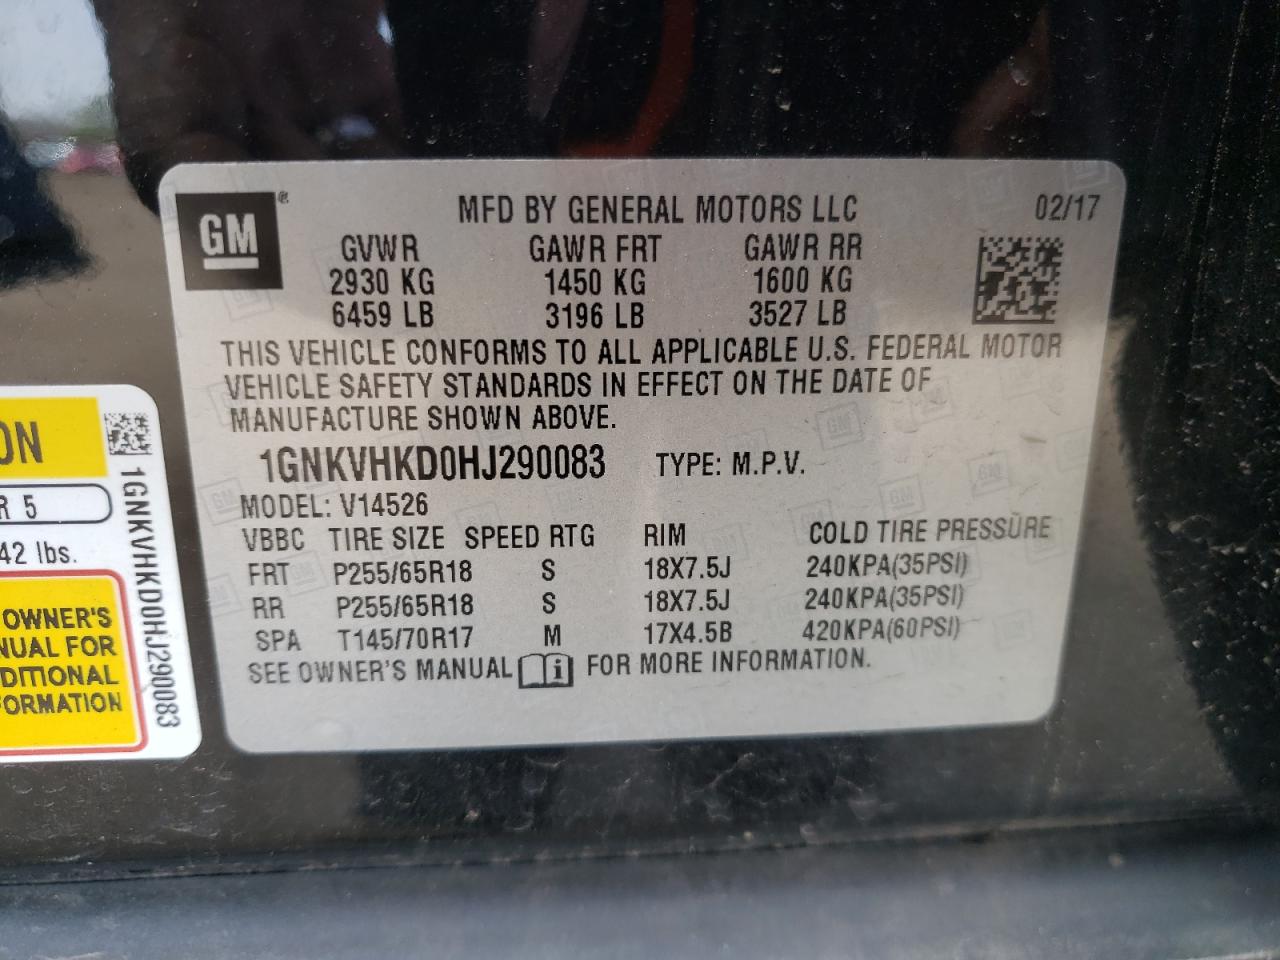 GM ®
MFD BY GENERAL MOTORS LLC 02/17
GVWR GAWR FRT GAWR RR
2930 KG 1450 KG 1600 KG
6459 LB 3196 LB 3527 LB
THIS VEHICLE CONFORMS TO ALL APPLICABLE U.S. FEDERAL MOTOR
VEHICLE SAFETY STANDARDS IN EFFECT ON THE DATE OF
MANUFACTURE SHOWN ABOVE.
1GNKVHKD0HJ290083 TYPE: M.P.V.
MODEL: V14526
VBBC TIRE SIZE SPEED RTG RIM COLD TIRE PRESSURE
FRT P255/65R18 S 18X7.5J 240KPA(35PSI)
RR P255/65R18 S 18X7.5J 240KPA(35PSI)
SPA T145/70R17 M 17X4.5B 420KPA(60PSI)
SEE OWNER'S MANUAL i FOR MORE INFORMATION.
ON
R 5
42 lbs.
OWNER'S
NUAL FOR
DITIONAL
FORMATION
1GNKVHKD0HJ290083